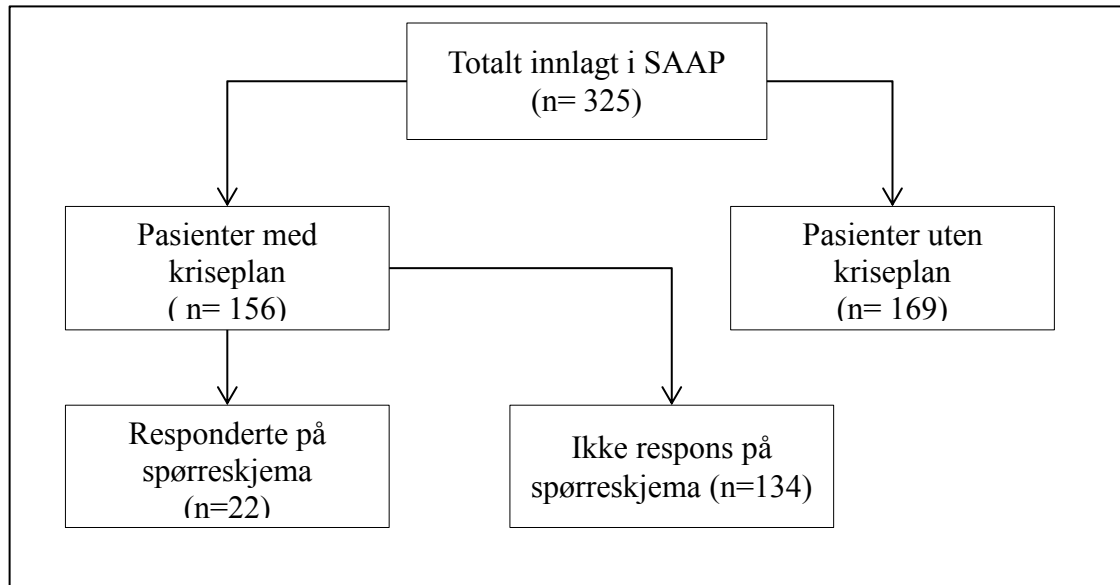 Totalt innlagt i SAAP
(n= 325)
Pasienter med
kriseplan
( n= 156)
Pasienter uten
kriseplan
(n= 169)
Responderte på
spørreskjema
(n=22)
Ikke respons på
spørreskjema (n=134)